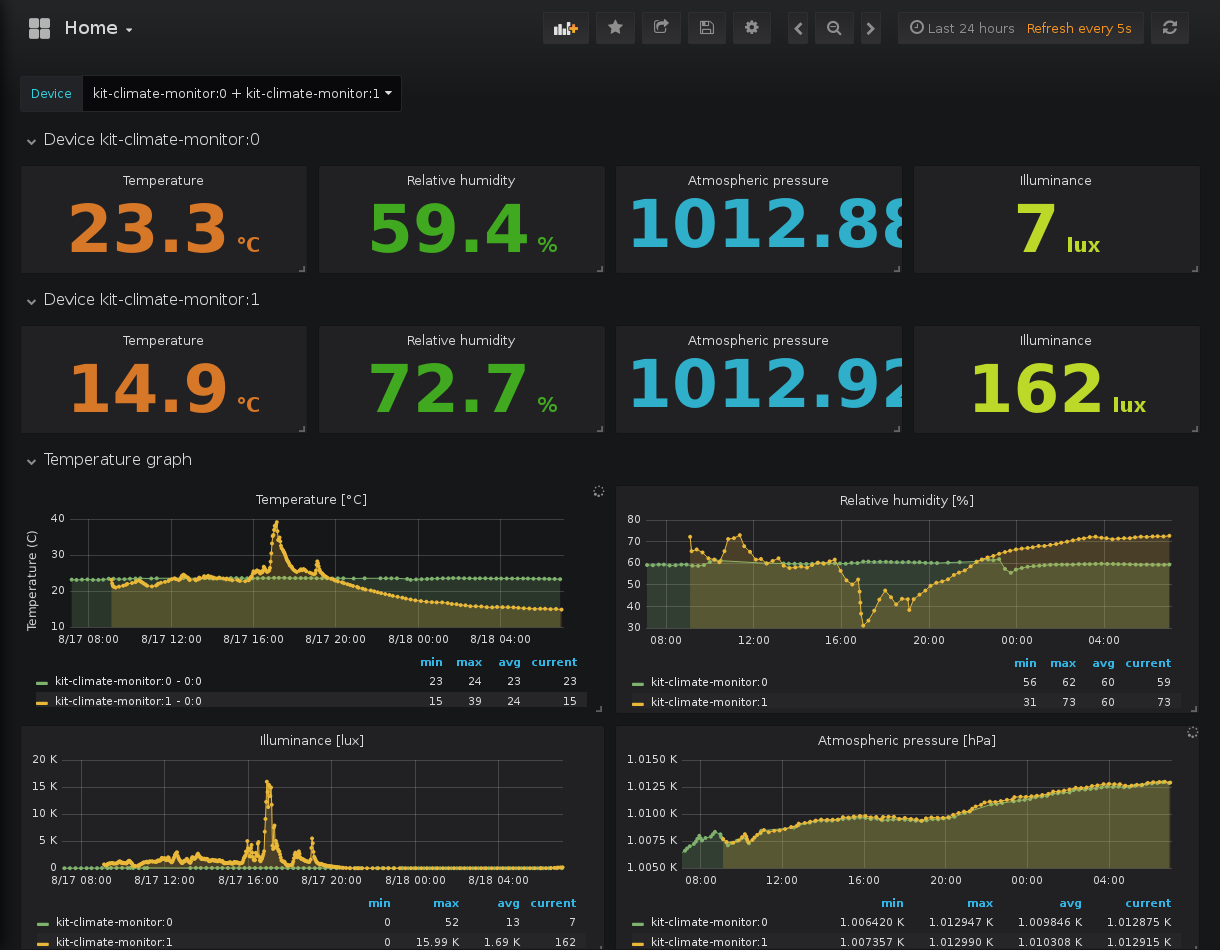 Home
Last 24 hours Refresh every 5s
Device kit-climate-monitor:0 + kit-climate-monitor:1
Device kit-climate-monitor:0
Temperature Relative humidity Atmospheric pressure Illuminance
23.3 °C 59.4 % 1012.88 7 lux
Device kit-climate-monitor:1
Temperature Relative humidity Atmospheric pressure Illuminance
14.9 °C 72.7 % 1012.92 162 lux
Temperature graph
Temperature [°C]
Temperature (C)
40
30
20
10
8/17 08:00 8/17 12:00 8/17 16:00 8/17 20:00 8/18 00:00 8/18 04:00
min max avg current
kit-climate-monitor:0 - 0:0 23 24 23 23
kit-climate-monitor:1 - 0:0 15 39 24 15
Relative humidity [%]
80
70
60
50
40
30
08:00 12:00 16:00 20:00 00:00 04:00
min max avg current
kit-climate-monitor:0 56 62 60 59
kit-climate-monitor:1 31 73 60 73
Illuminance [lux]
20 K
15 K
10 K
5 K
0
8/17 08:00 8/17 12:00 8/17 16:00 8/17 20:00 8/18 00:00 8/18 04:00
min max avg current
kit-climate-monitor:0 0 52 13 7
kit-climate-monitor:1 0 15.99 K 1.69 K 162
Atmospheric pressure [hPa]
1.0150 K
1.0125 K
1.0100 K
1.0075 K
1.0050 K
08:00 12:00 16:00 20:00 00:00 04:00
min max avg current
kit-climate-monitor:0 1.006420 K 1.012947 K 1.009846 K 1.012875 K
kit-climate-monitor:1 1.007357 K 1.012990 K 1.010308 K 1.012915 K